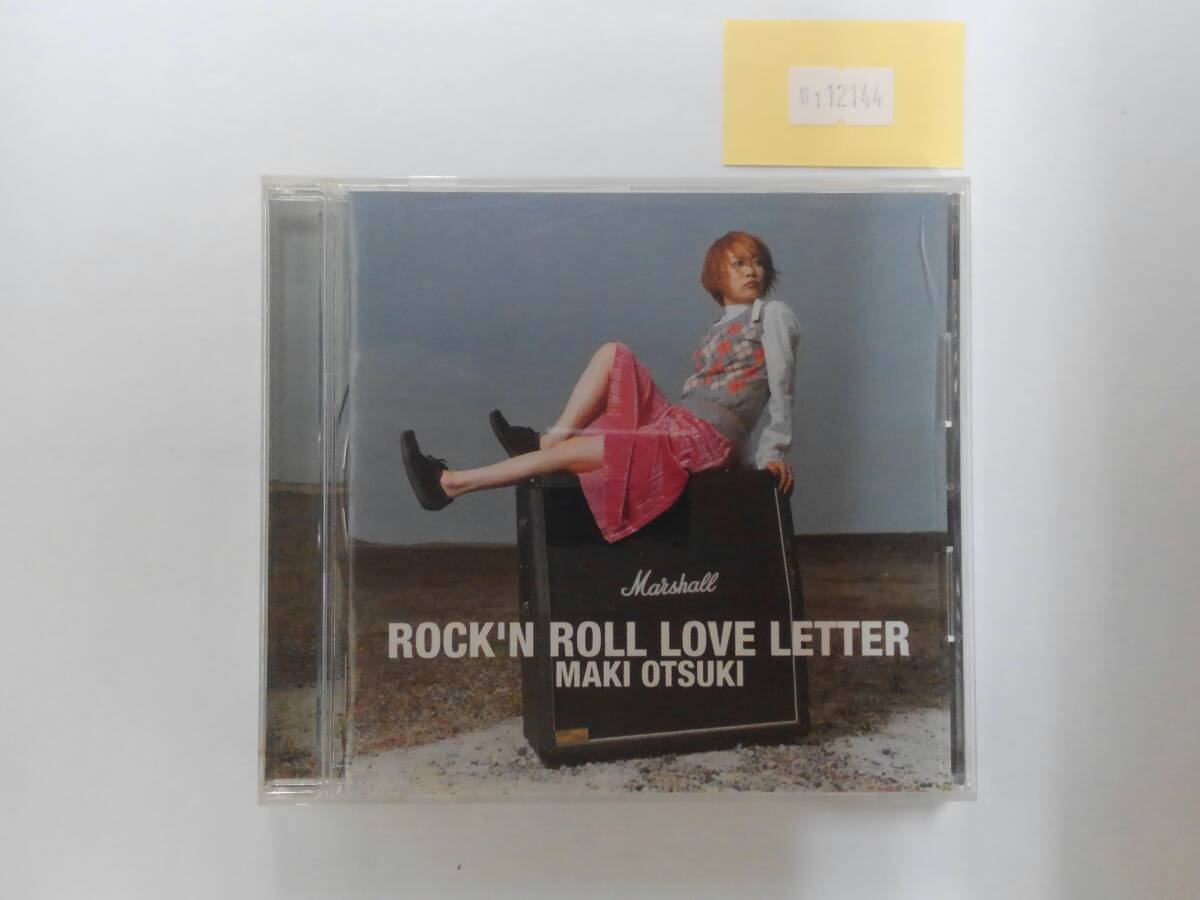 112144
Marshall
ROCK'N ROLL LOVE LETTER
MAKI OTSUKI